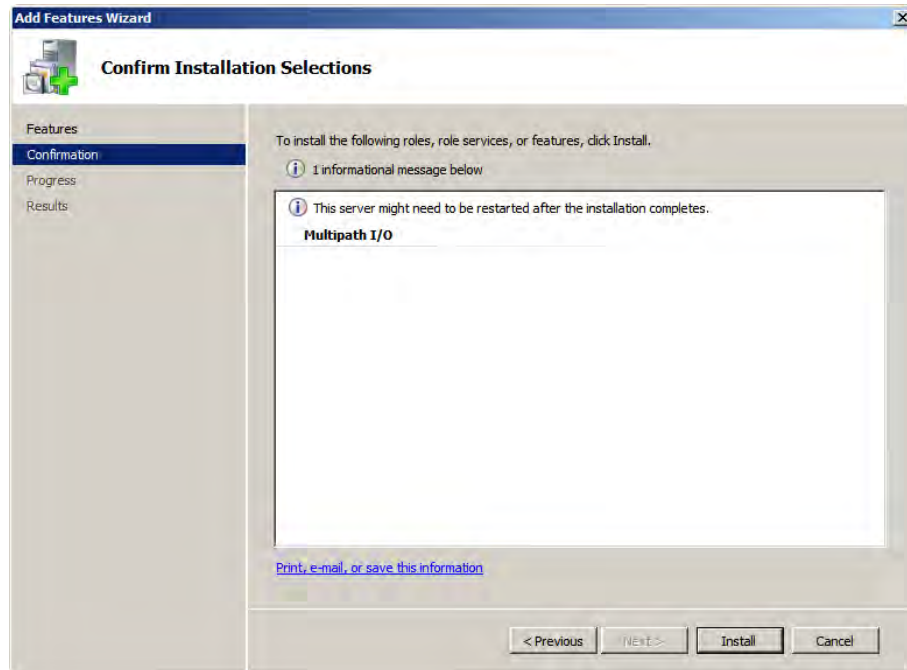 Add Features Wizard
Confirm Installation Selections
Features
Confirmation
Progress
Results
To install the following roles, role services, or features, click Install.
1 informational message below
This server might need to be restarted after the installation completes.
Multipath I/O
Print, e-mail, or save this information
< Previous
Next >
Install
Cancel